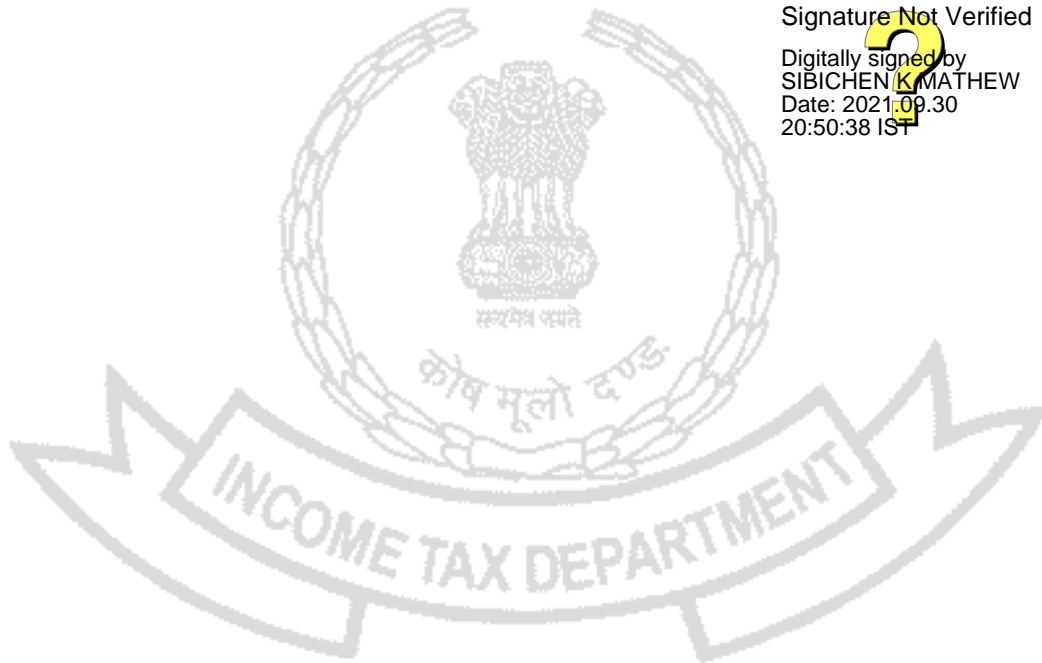 Signature Not Verified
Digitally signed by
SIBICHEN K MATHEW
Date: 2021.09.30
20:50:38 IST
सत्यमेव जयते
कोष मूलो दण्डः
INCOME TAX DEPARTMENT